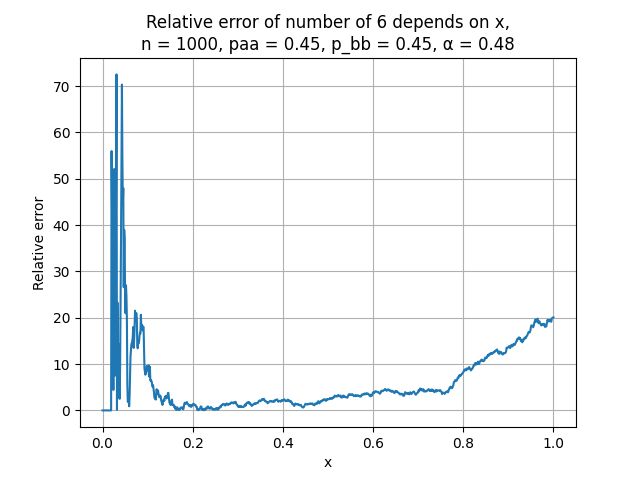 Relative error of number of 6 depends on x,
n = 1000, paa = 0.45, p_bb = 0.45, α = 0.48
Relative error
70
60
50
40
30
20
10
0
0.0 0.2 0.4 0.6 0.8 1.0
x